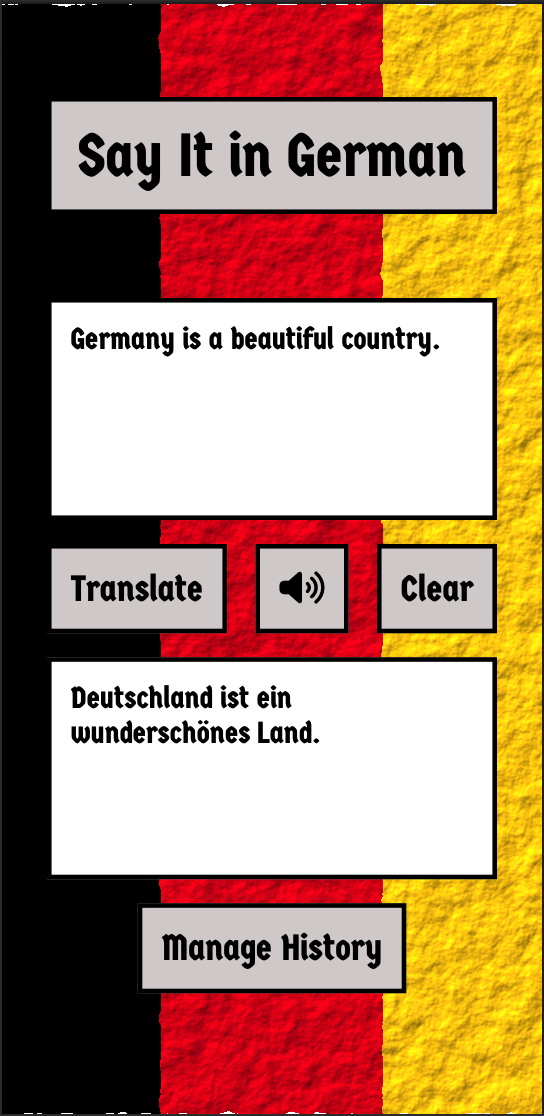 Say It in German
Germany is a beautiful country.
Translate
Clear
Deutschland ist ein
wunderschönes Land.
Manage History